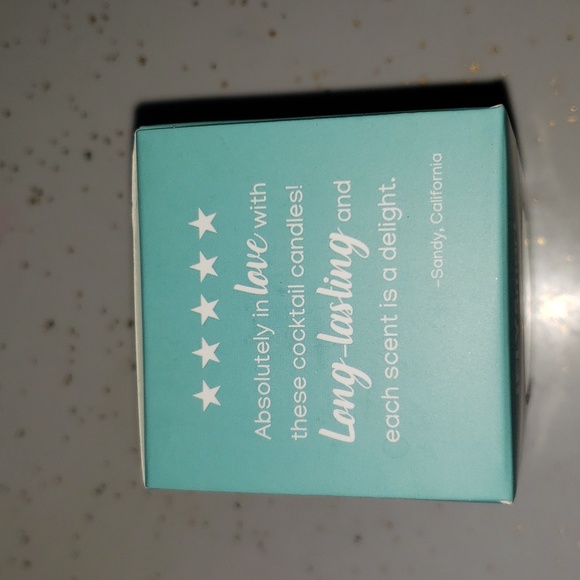 Absolutely in love with
these cocktail candles!
Long-lasting and
each scent is a delight.
–Sandy, California